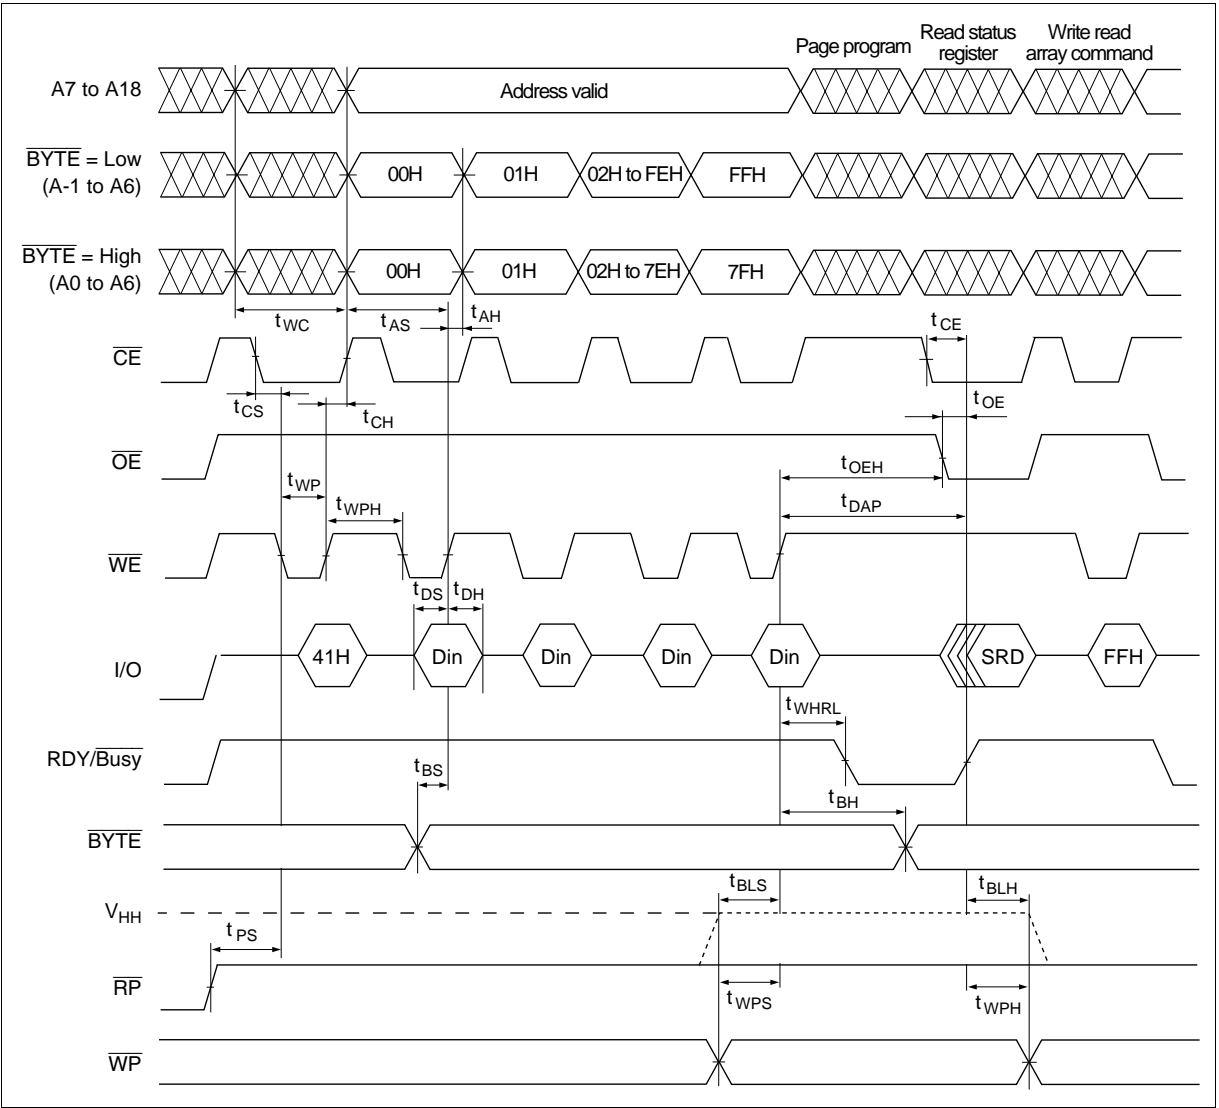 Page program
Read status
register
Write read
array command
A7 to A18
Address valid
BYTE = Low
(A-1 to A6)
00H
01H
02H to FEH
FFH
BYTE = High
(A0 to A6)
00H
01H
02H to 7EH
7FH
tWC
tAS
tAH
tCE
CE
tCS
tCH
tOE
OE
tWP
tWPH
tOEH
tDAP
WE
tDS
tDH
I/O
41H
Din
Din
Din
Din
SRD
FFH
tWHRL
RDY/Busy
tBS
tBH
BYTE
tBLS
tBLH
VHH
tPS
RP
tWPS
tWPH
WP